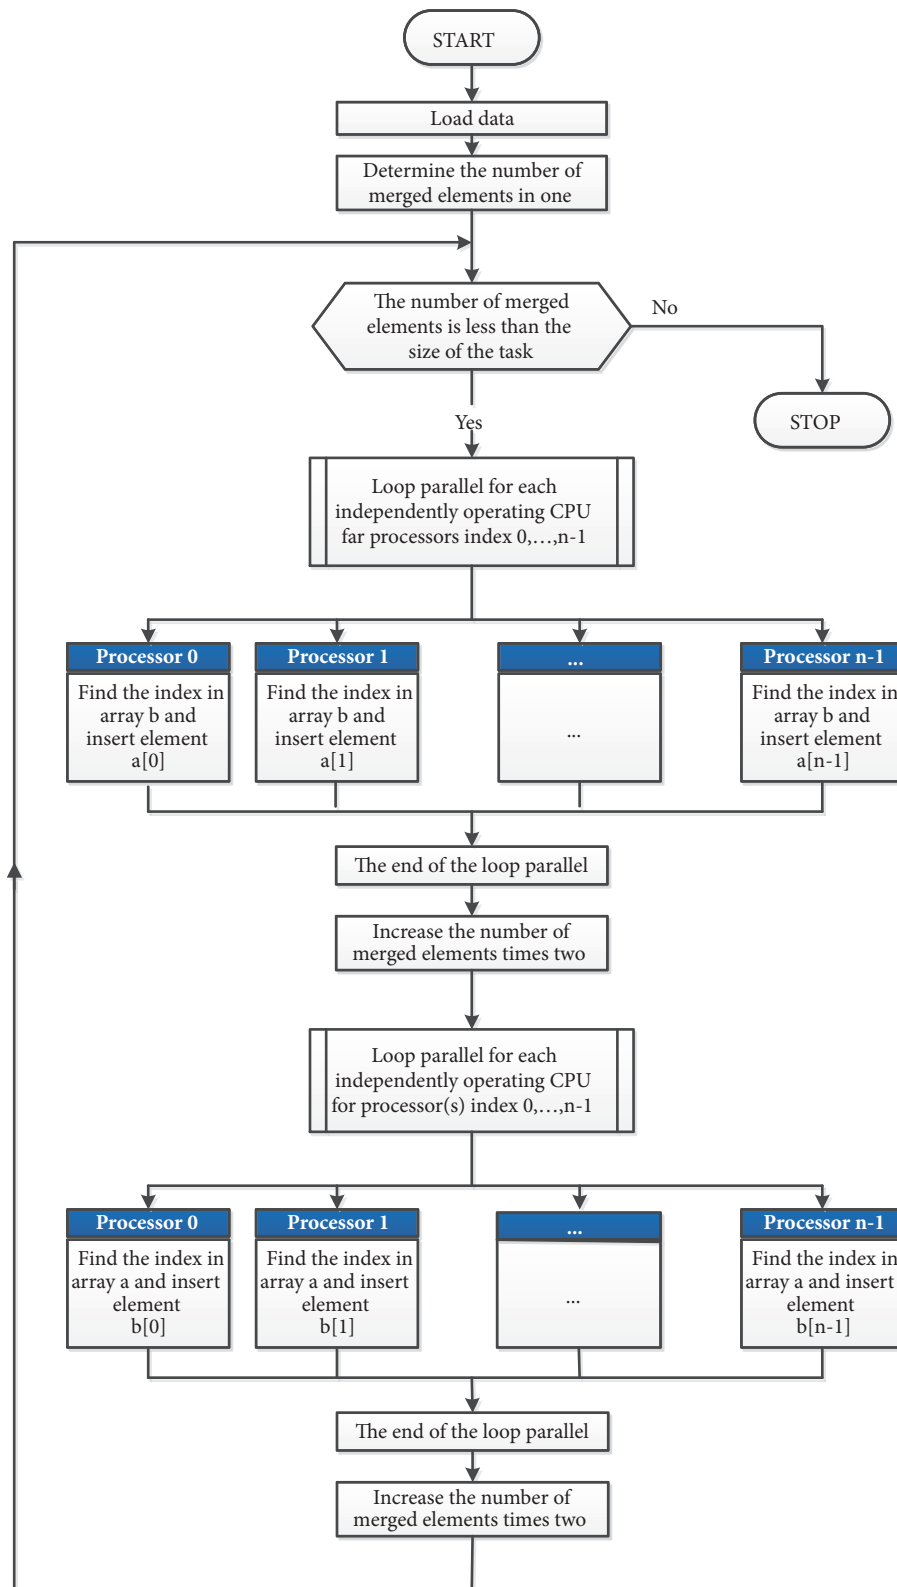 START
Load data
Determine the number of
merged elements in one
The number of merged
elements is less than the
size of the task
No
STOP
Yes
Loop parallel for each
independently operating CPU
far processors index 0,…,n-1
Processor 0
Find the index in
array b and
insert element
a[0]
Processor 1
Find the index in
array b and
insert element
a[1]
...
...
Processor n-1
Find the index in
array b and
insert element
a[n-1]
The end of the loop parallel
Increase the number of
merged elements times two
Loop parallel for each
independently operating CPU
for processor(s) index 0,…,n-1
Processor 0
Find the index in
array a and insert
element
b[0]
Processor 1
Find the index in
array a and insert
element
b[1]
...
...
Processor n-1
Find the index in
array a and insert
element
b[n-1]
The end of the loop parallel
Increase the number of
merged elements times two